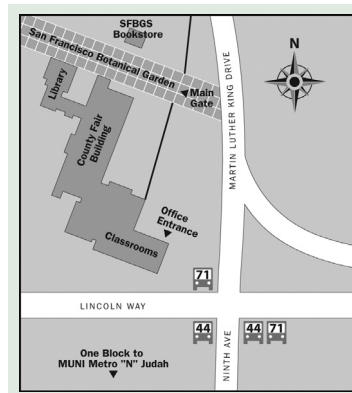 SFBGS
Bookstore
San Francisco Botanical Garden
N
Main
Gate
Library
County Fair
Building
MARTIN LUTHER KING DRIVE
Office
Entrance
Classrooms
71
LINCOLN WAY
44
44 71
NINTH AVE
One Block to
MUNI Metro "N" Judah